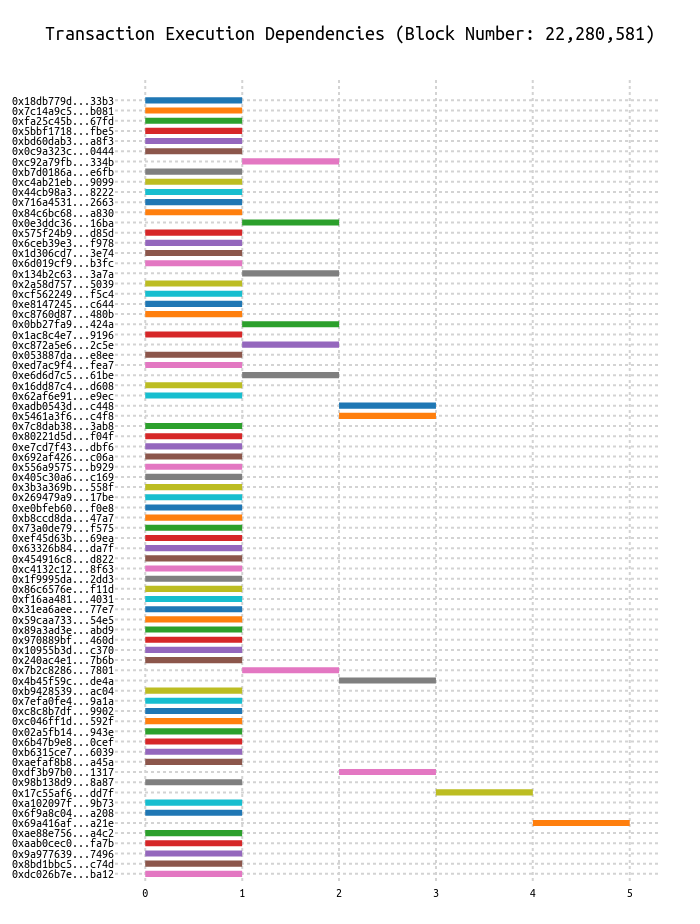 Transaction Execution Dependencies (Block Number: 22,280,581)
0x18db779d...33b3
0x7c14a9c5...b081
0xfa25c45b...67fd
0x5bbf1718...fbe5
0xbd60dab3...a8f3
0x0c9a323c...0444
0xc92a79fb...334b
0xb7d0186a...e6fb
0xc4ab21eb...9099
0x44cb98a3...8222
0x716a4531...2663
0x84c6bc68...a830
0x0e3ddc36...16ba
0x575f24b9...d85d
0x6ceb39e3...f978
0x1d306cd7...3e74
0x6d019cf9...b3fc
0x134b2c63...3a7a
0x2a58d757...5039
0xcf562249...f5c4
0xe8147245...c644
0xc8760d87...480b
0x0bb27fa9...424a
0x1ac8c4e7...9196
0xc872a5e6...2c5e
0x053887da...e8ee
0xed7ac9f4...fea7
0xe6d6d7c5...61be
0x16dd87c4...d608
0x62af6e91...e9ec
0xadb0543d...c448
0x5461a3f6...c4f8
0x7c8dab38...3ab8
0x80221d5d...f04f
0xe7cd7f43...dbf6
0x692af426...c06a
0x556a9575...b929
0x405c30a6...c169
0x3b3a369b...558f
0x269479a9...17be
0xe0bfeb60...f0e8
0xb8ccd8da...47a7
0x73a0de79...f575
0xef45d63b...69ea
0x63326b84...da7f
0x454916c8...d822
0xc4132c12...8f63
0x1f9995da...2dd3
0x86c6576e...f11d
0xf16aa481...4031
0x31ea6aee...77e7
0x59caa733...54e5
0x89a3ad3e...abd9
0x970889bf...460d
0x10955b3d...c370
0x240ac4e1...7b6b
0x7b2c8286...7801
0x4b45f59c...de4a
0xb9428539...ac04
0x7efa0fe4...9a1a
0xc8c8b7df...9902
0xc046ff1d...592f
0x02a5fb14...943e
0x6b47b9e8...0cef
0xb6315ce7...6039
0xaefaf8b8...a45a
0xdf3b97b0...1317
0x98b138d9...8a87
0x17c55af6...dd7f
0xa102097f...9b73
0x6f9a8c04...a208
0x69a416af...a21e
0xae88e756...a4c2
0xaab0cec0...fa7b
0x9a977639...7496
0x8bd1bbc5...c74d
0xdc026b7e...ba12
0 1 2 3 4 5